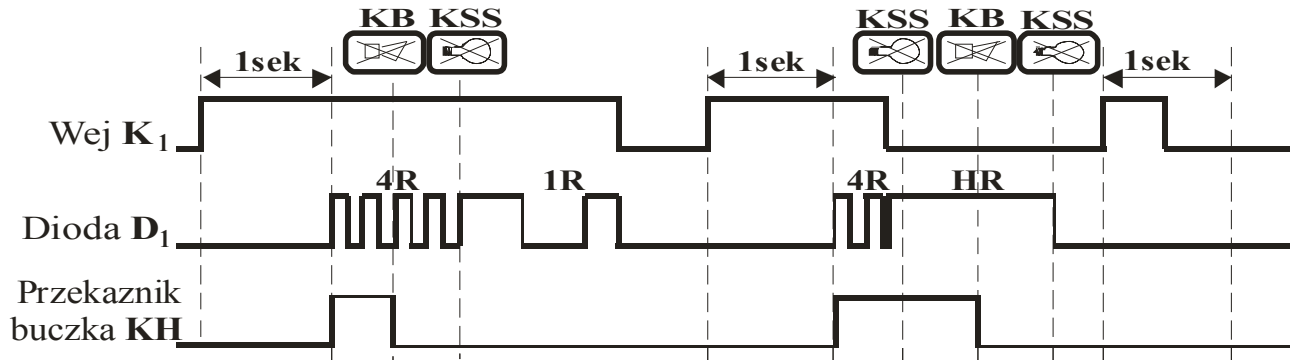 KB KSS KSS KB KSS
1sek 1sek 1sek
Wej K1
4R 1R 4R HR
Dioda D1
Przekaznik
buczka KH